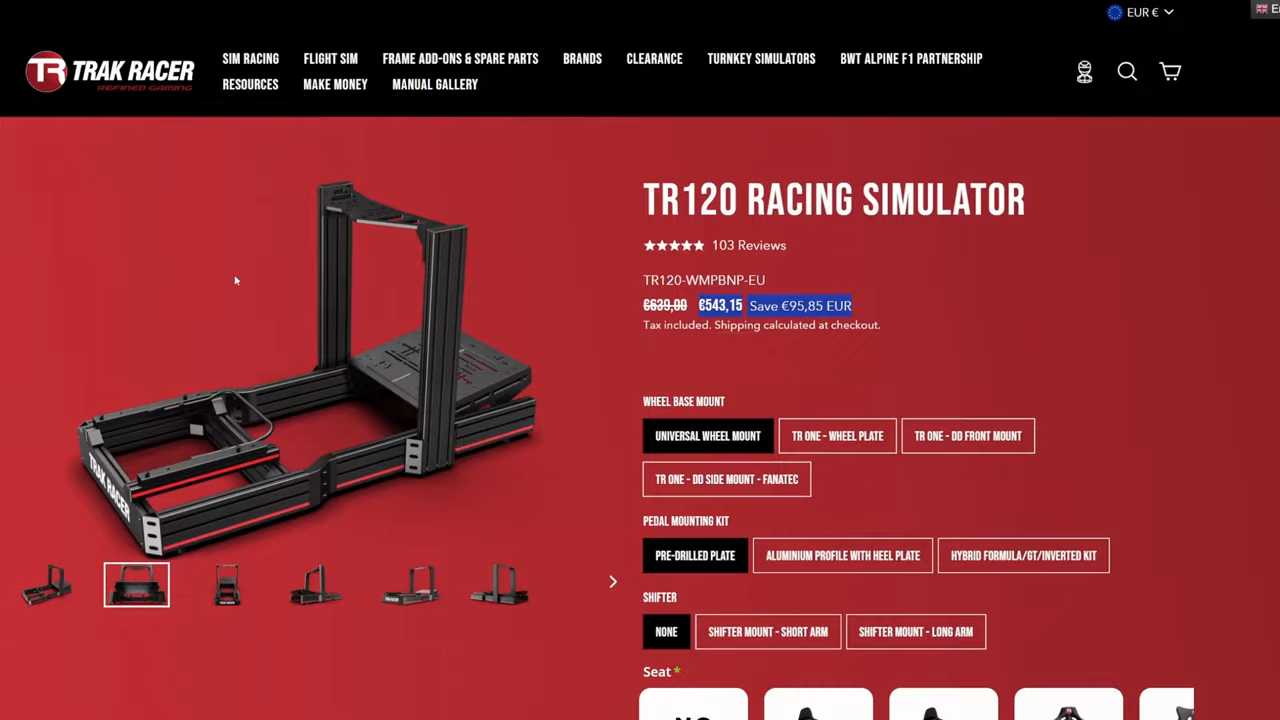 EUR €
TRAK RACER
REFINED GAMING
SIM RACING
FLIGHT SIM
FRAME ADD-ONS & SPARE PARTS
BRANDS
CLEARANCE
TURNKEY SIMULATORS
BWT ALPINE F1 PARTNERSHIP
RESOURCES
MAKE MONEY
MANUAL GALLERY
TRAK RACER
TR120 RACING SIMULATOR
103 Reviews
TR120-WMPBNP-EU
€639,00 €543,15 Save €95,85 EUR
Tax included. Shipping calculated at checkout.
WHEEL BASE MOUNT
UNIVERSAL WHEEL MOUNT
TR ONE - WHEEL PLATE
TR ONE - DD FRONT MOUNT
TR ONE - DD SIDE MOUNT - FANATEC
PEDAL MOUNTING KIT
PRE-DRILLED PLATE
ALUMINIUM PROFILE WITH HEEL PLATE
HYBRID FORMULA/GT/INVERTED KIT
SHIFTER
NONE
SHIFTER MOUNT - SHORT ARM
SHIFTER MOUNT - LONG ARM
Seat *